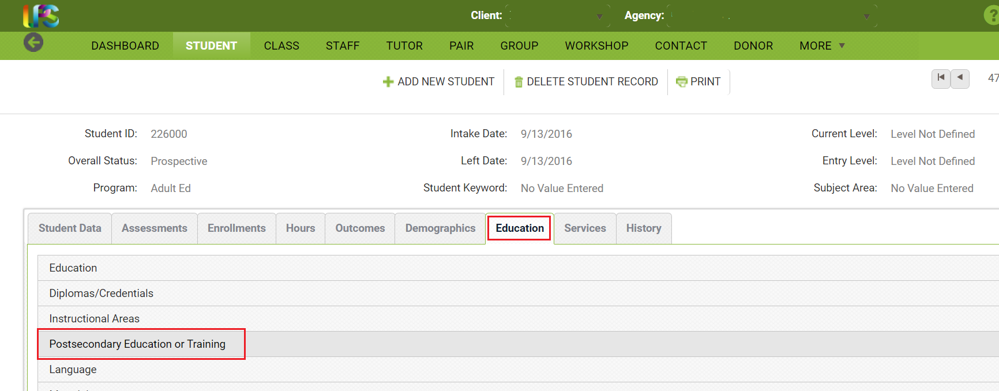 LPS
Client: Agency: ?
DASHBOARD STUDENT CLASS STAFF TUTOR PAIR GROUP WORKSHOP CONTACT DONOR MORE
ADD NEW STUDENT DELETE STUDENT RECORD PRINT 47
Student ID: 226000 Intake Date: 9/13/2016 Current Level: Level Not Defined
Overall Status: Prospective Left Date: 9/13/2016 Entry Level: Level Not Defined
Program: Adult Ed Student Keyword: No Value Entered Subject Area: No Value Entered
Student Data Assessments Enrollments Hours Outcomes Demographics Education Services History
Education
Diplomas/Credentials
Instructional Areas
Postsecondary Education or Training
Language